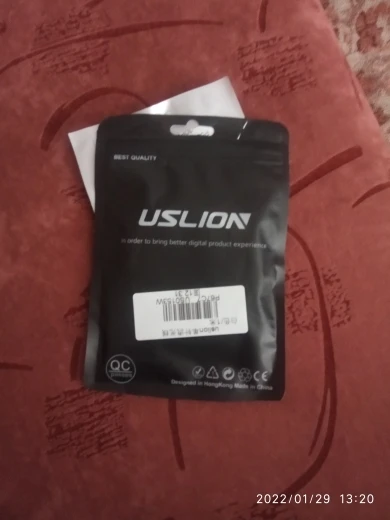 BEST QUALITY
USLION
in order to bring better digital product experience
QC
Designed in HongKong Made in China
2022/01/29 13:20